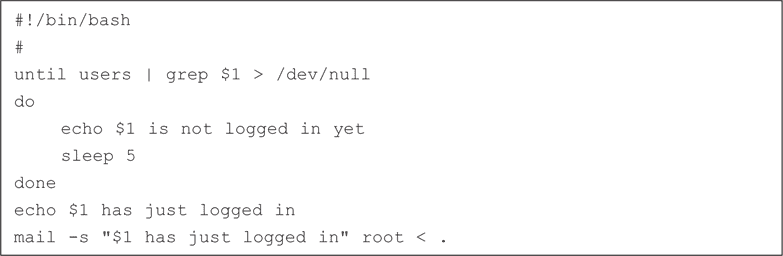 #!/bin/bash
#
until users | grep $1 > /dev/null
do
    echo $1 is not logged in yet
    sleep 5
done
echo $1 has just logged in
mail -s "$1 has just logged in" root < .